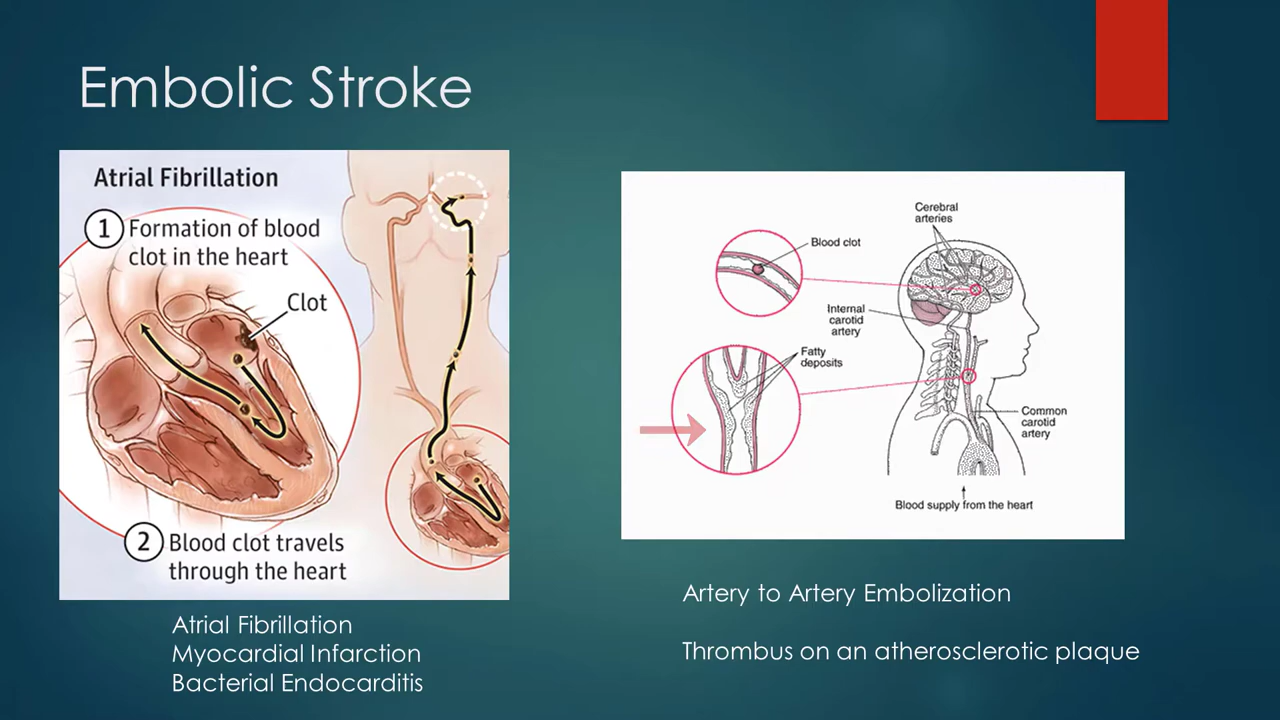 Embolic Stroke
Atrial Fibrillation
1 Formation of blood
clot in the heart
Clot
2 Blood clot travels
through the heart
Atrial Fibrillation
Myocardial Infarction
Bacterial Endocarditis
Cerebral
arteries
Blood clot
Internal
carotid
artery
Fatty
deposits
Common
carotid
artery
Blood supply from the heart
Artery to Artery Embolization
Thrombus on an atherosclerotic plaque